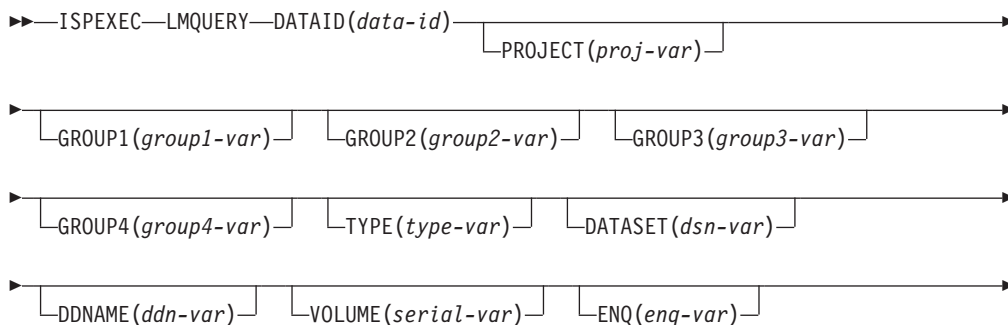 ISPEXEC LMQUERY DATAID(data-id)
PROJECT(proj-var)
GROUP1(group1-var) GROUP2(group2-var) GROUP3(group3-var)
GROUP4(group4-var) TYPE(type-var) DATASET(dsn-var)
DDNAME(ddn-var) VOLUME(serial-var) ENQ(enq-var)